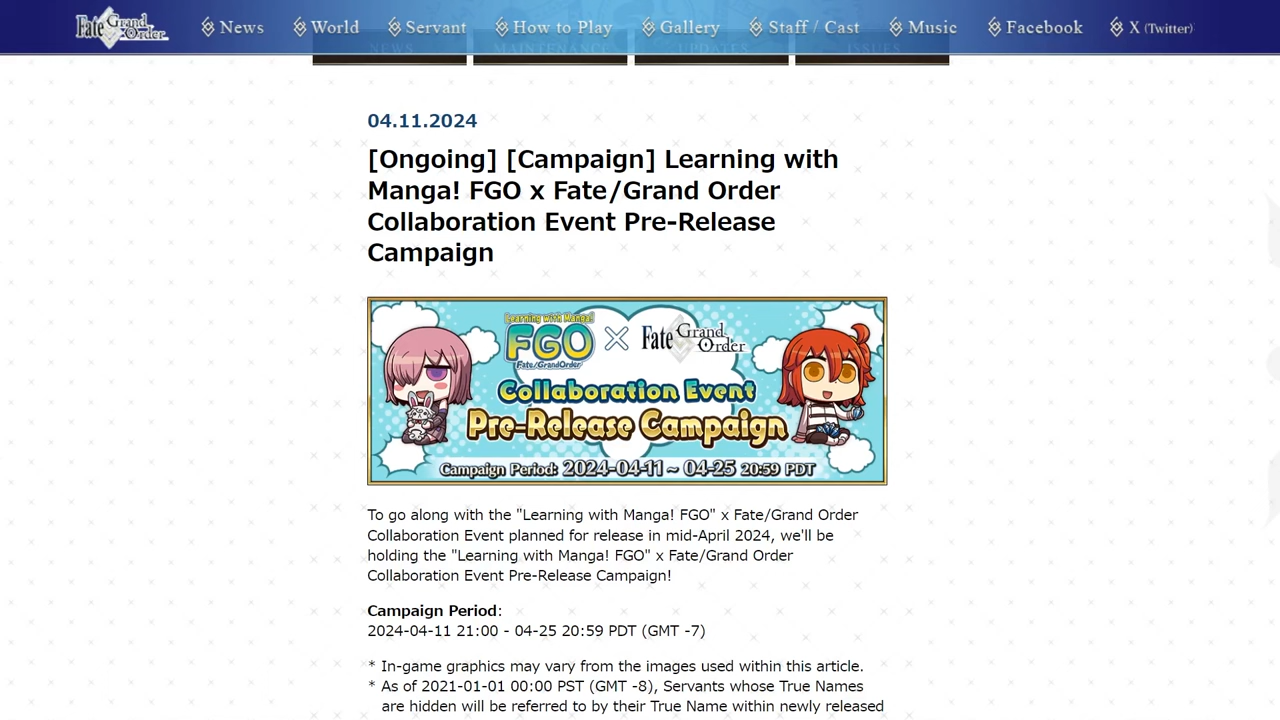 Fate Grand Order News World Servant How to Play Gallery Staff / Cast Music Facebook X (Twitter)
NEWS MAINTENANCE UPDATES ISSUES
04.11.2024
[Ongoing] [Campaign] Learning with
Manga! FGO x Fate/Grand Order
Collaboration Event Pre-Release
Campaign
Learning with Manga!
FGO × Fate Grand Order
Fate/GrandOrder
Collaboration Event
Pre-Release Campaign
Campaign Period: 2024-04-11 ~ 04-25 20:59 PDT
To go along with the "Learning with Manga! FGO" x Fate/Grand Order
Collaboration Event planned for release in mid-April 2024, we'll be
holding the "Learning with Manga! FGO" x Fate/Grand Order
Collaboration Event Pre-Release Campaign!
Campaign Period:
2024-04-11 21:00 - 04-25 20:59 PDT (GMT -7)
* In-game graphics may vary from the images used within this article.
* As of 2021-01-01 00:00 PST (GMT -8), Servants whose True Names
are hidden will be referred to by their True Name within newly released